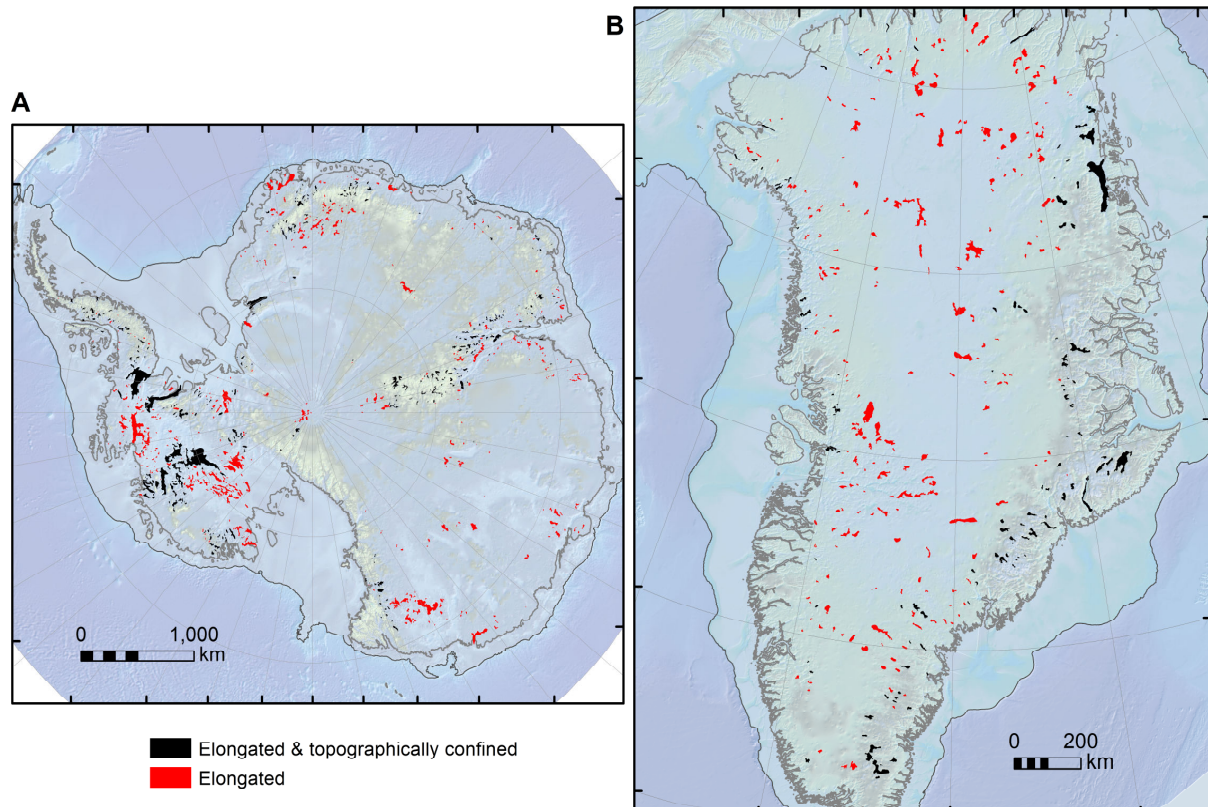 A
B
0 1,000
km
0 200
km
Elongated & topographically confined
Elongated